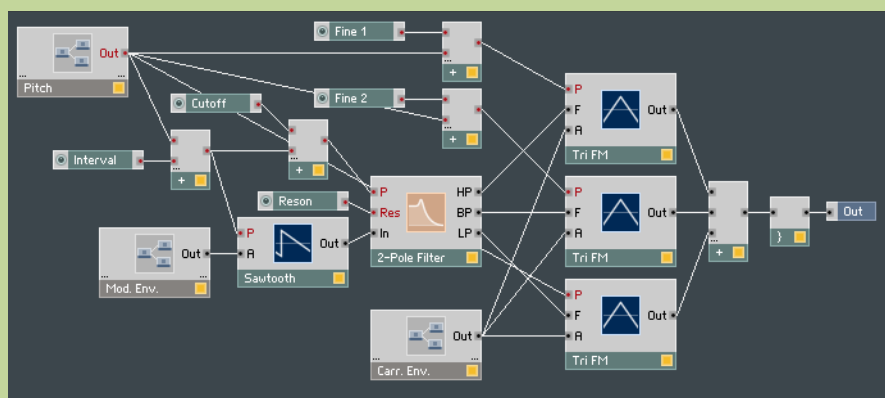 Out
...
...
Pitch
Fine 1
...
+
Cutoff
Fine 2
...
+
Interval
...
+
...
+
Reson
P
Res
In
HP
BP
LP
2-Pole Filter
P
A
Out
Sawtooth
Out
...
...
Mod. Env.
Out
...
...
Carr. Env.
P
F
A
Out
Tri FM
P
F
A
Out
Tri FM
P
F
A
Out
Tri FM
...
+
}
Out